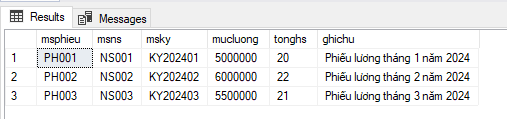 Results Messages
msphieu msns msky mucluong tonghs ghichu
1 PH001 NS001 KY202401 5000000 20 Phiếu lương tháng 1 năm 2024
2 PH002 NS002 KY202402 6000000 22 Phiếu lương tháng 2 năm 2024
3 PH003 NS003 KY202403 5500000 21 Phiếu lương tháng 3 năm 2024